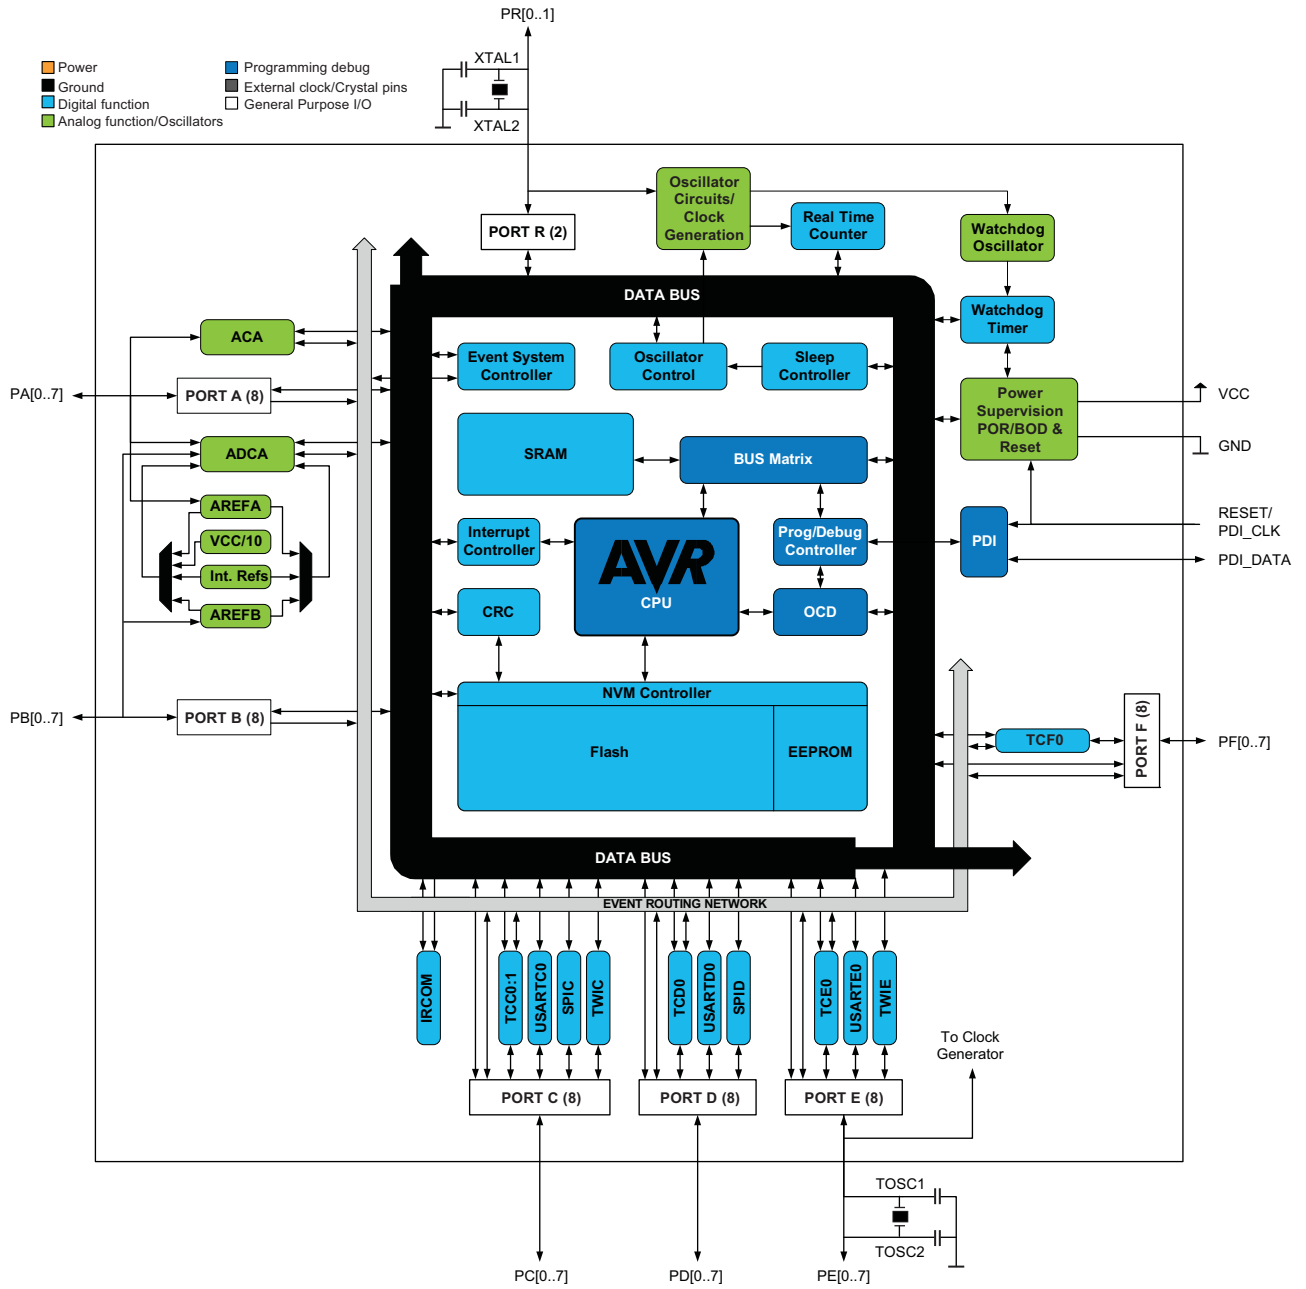 PR[0..1]
XTAL1
XTAL2
Power
Ground
Digital function
Analog function/Oscillators
Programming debug
External clock/Crystal pins
General Purpose I/O
PORT R (2)
Oscillator
Circuits/
Clock
Generation
Real Time
Counter
Watchdog
Oscillator
DATA BUS
Watchdog
Timer
ACA
Event System
Controller
Oscillator
Control
Sleep
Controller
PA[0..7]
PORT A (8)
Power
Supervision
POR/BOD &
Reset
VCC
GND
ADCA
SRAM
BUS Matrix
AREFA
VCC/10
Int. Refs
AREFB
Interrupt
Controller
AVR
CPU
Prog/Debug
Controller
PDI
RESET/
PDI_CLK
PDI_DATA
CRC
OCD
NVM Controller
Flash
EEPROM
PB[0..7]
PORT B (8)
TCF0
PORT F (8)
PF[0..7]
DATA BUS
EVENT ROUTING NETWORK
IRCOM
TCC0:1
USARTC0
SPIC
TWIC
TCD0
USARTD0
SPID
TCE0
USARTE0
TWIE
To Clock
Generator
PORT C (8)
PORT D (8)
PORT E (8)
TOSC1
TOSC2
PC[0..7]
PD[0..7]
PE[0..7]